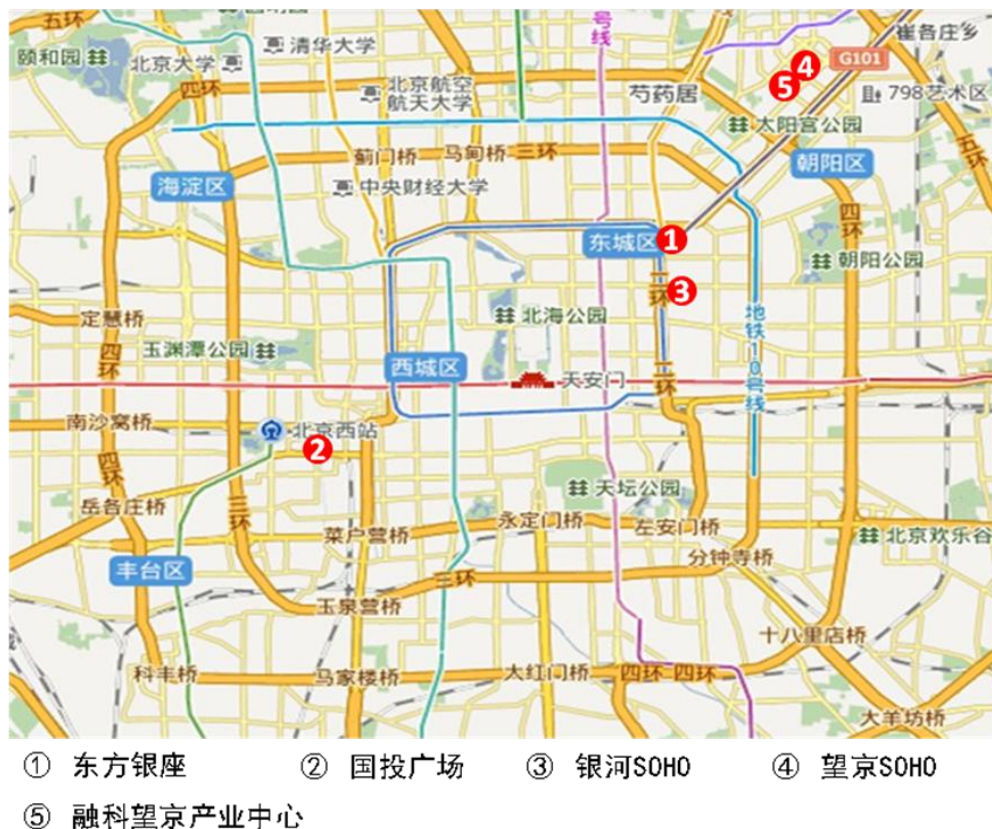 五环
号线
崔各庄乡
颐和园
清华大学
北京大学
G101
四环
北京航空
航天大学
芍药居
798艺术区
太阳宫公园
蓟门桥 马甸桥 三环
朝阳区
五环
海淀区
中央财经大学
四环
东城区
朝阳公园
二环
北海公园
定慧桥
地铁10号线
四环
玉渊潭公园
西城区
天安门
二环
南沙窝桥
北京西站
四环
天坛公园
岳各庄桥
三环
永定门桥
左安门桥
菜户营桥
北京欢乐谷
分钟寺桥
丰台区
三环
玉泉营桥
十八里店桥
科丰桥
马家楼桥
大红门桥
四环 四环
大羊坊桥
① 东方银座 ② 国投广场 ③ 银河SOHO ④ 望京SOHO
⑤ 融科望京产业中心